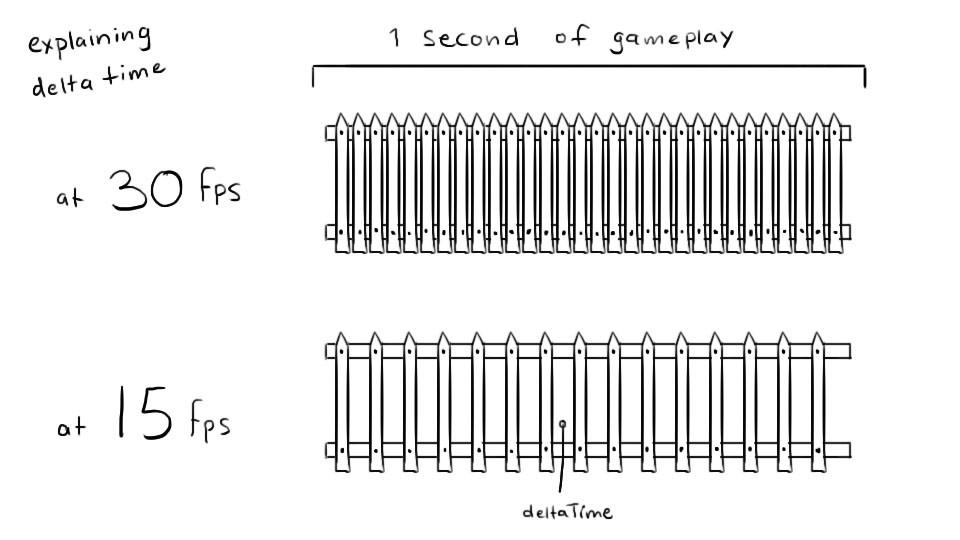 explaining
delta time
1 second of gameplay
at 30 fps
at 15 fps
deltaTime